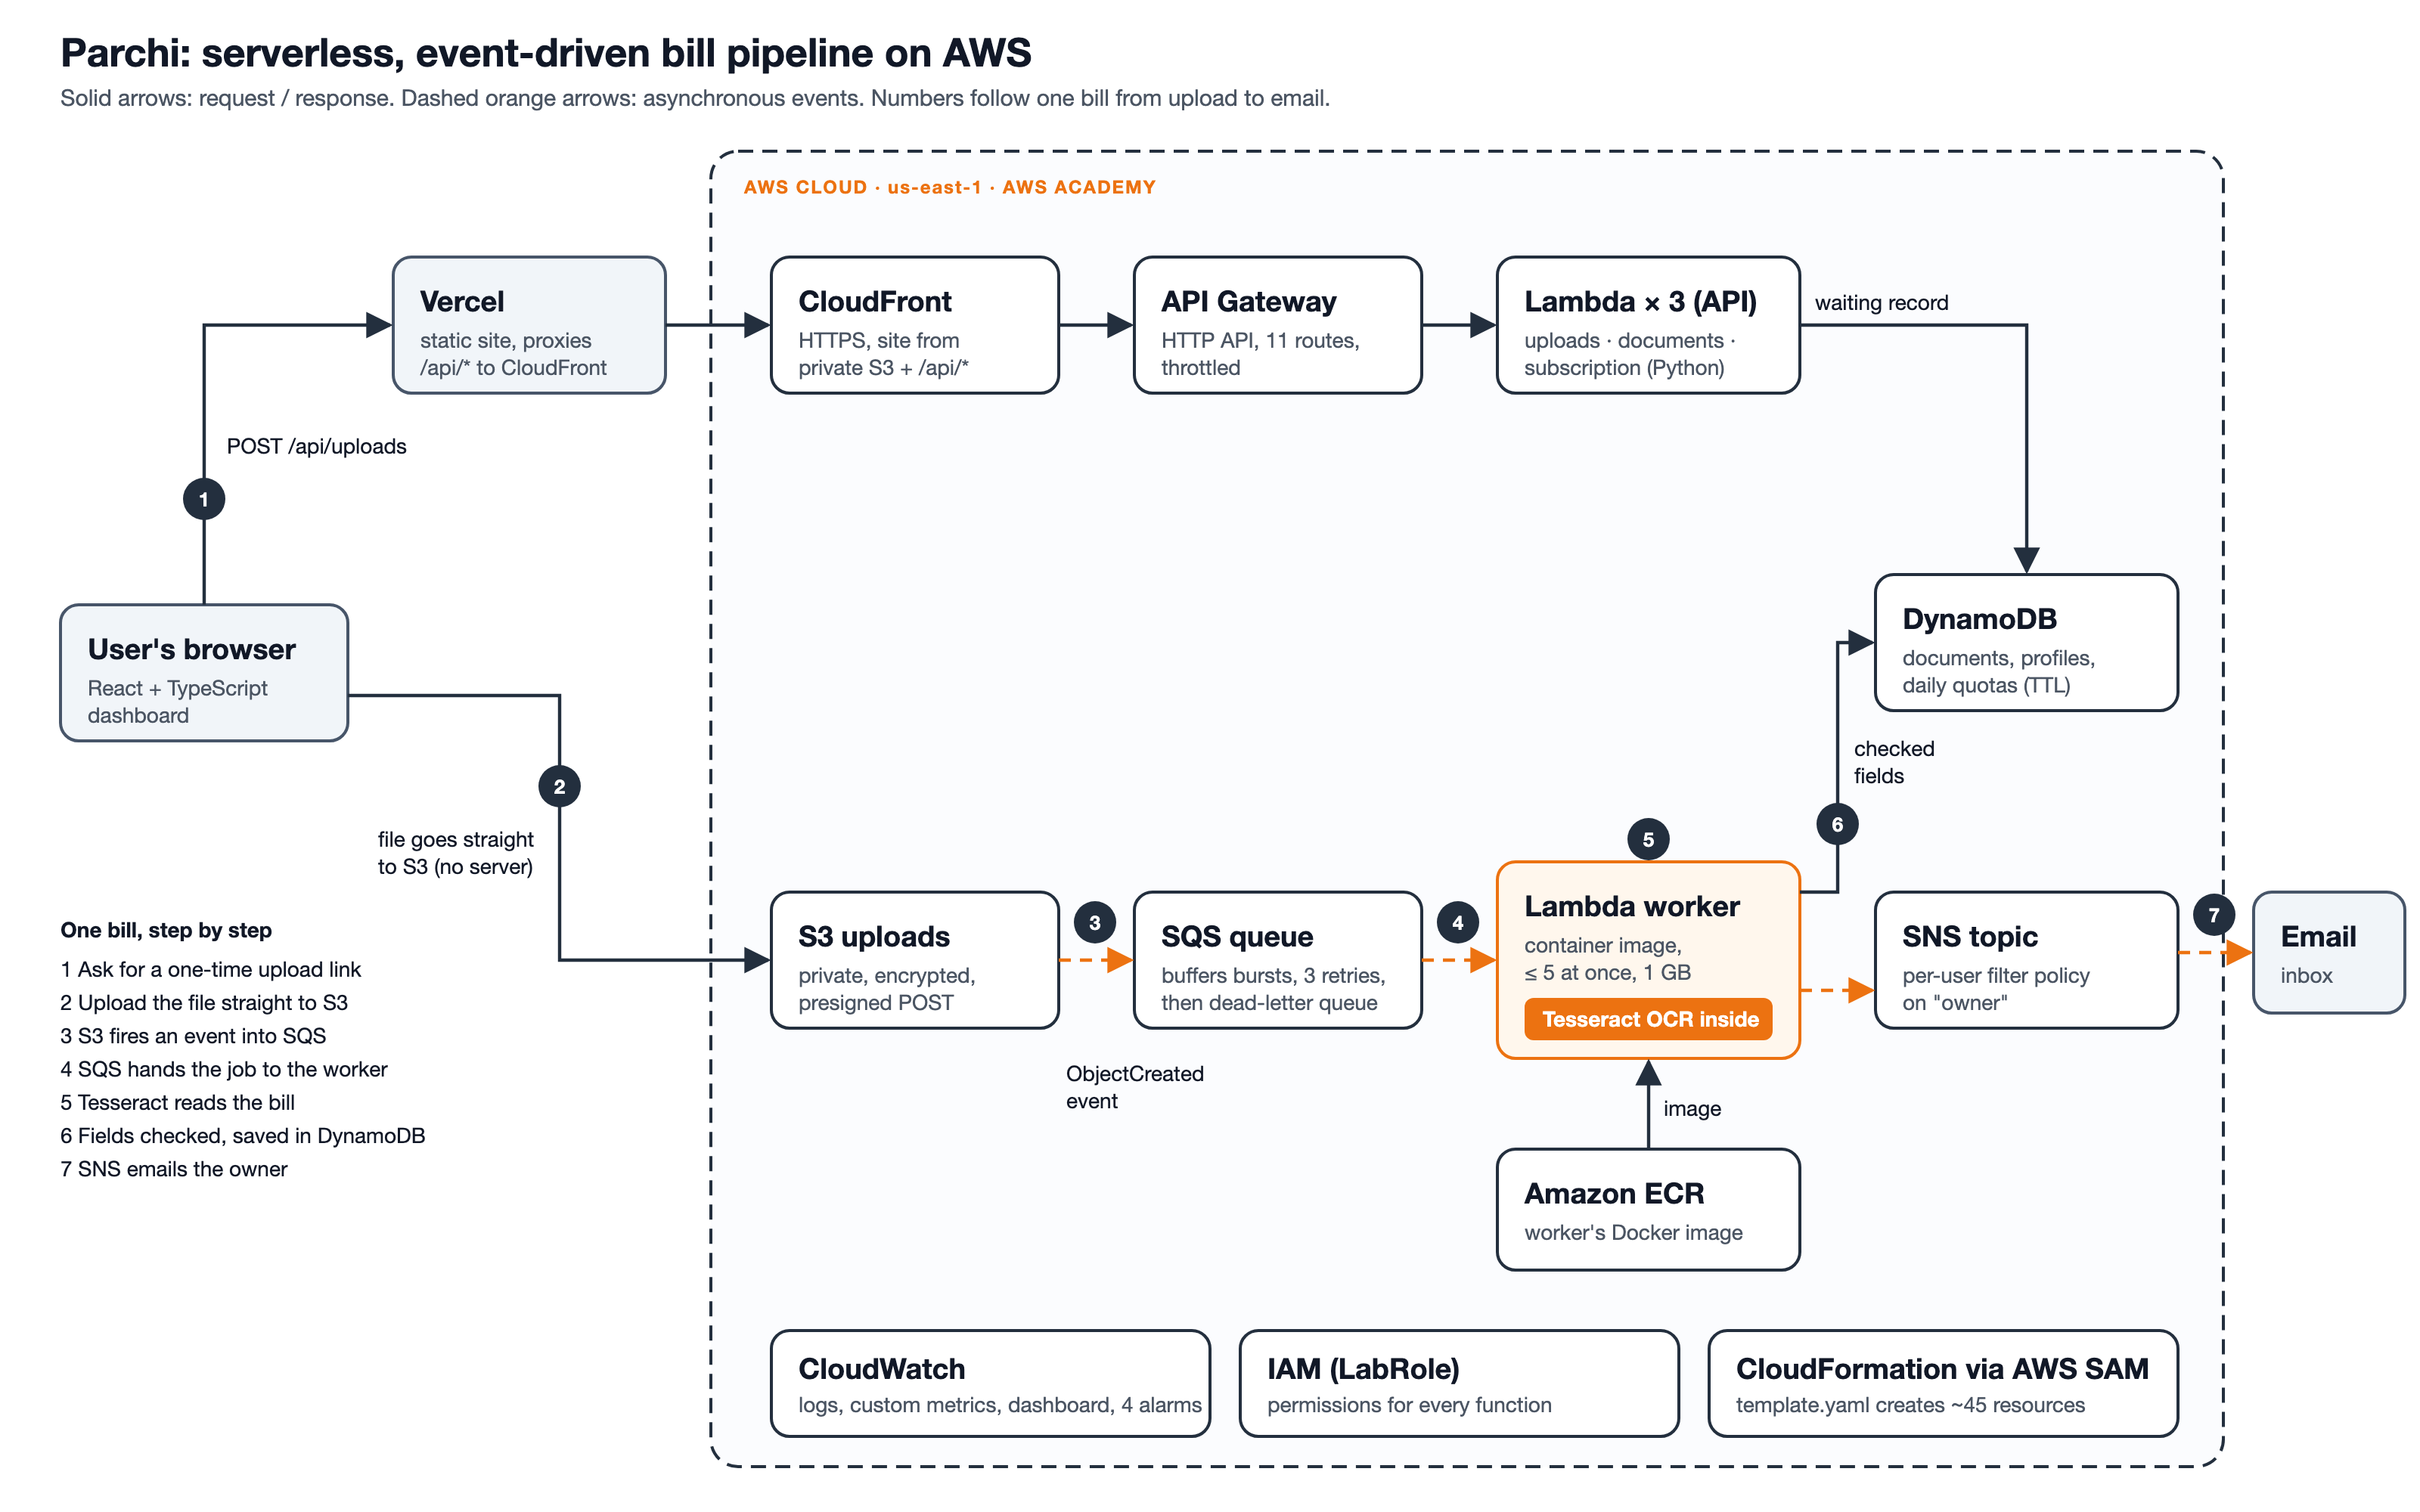 Parchi: serverless, event-driven bill pipeline on AWS
Solid arrows: request / response. Dashed orange arrows: asynchronous events. Numbers follow one bill from upload to email.
AWS CLOUD · us-east-1 · AWS ACADEMY
Vercel
static site, proxies
/api/* to CloudFront
CloudFront
HTTPS, site from
private S3 + /api/*
API Gateway
HTTP API, 11 routes,
throttled
Lambda × 3 (API)
uploads · documents ·
subscription (Python)
waiting record
POST /api/uploads
1
User's browser
React + TypeScript
dashboard
DynamoDB
documents, profiles,
daily quotas (TTL)
2
file goes straight
to S3 (no server)
checked
fields
6
5
S3 uploads
private, encrypted,
presigned POST
3
SQS queue
buffers bursts, 3 retries,
then dead-letter queue
4
Lambda worker
container image,
≤ 5 at once, 1 GB
Tesseract OCR inside
SNS topic
per-user filter policy
on "owner"
7
Email
inbox
ObjectCreated
event
image
Amazon ECR
worker's Docker image
One bill, step by step
1 Ask for a one-time upload link
2 Upload the file straight to S3
3 S3 fires an event into SQS
4 SQS hands the job to the worker
5 Tesseract reads the bill
6 Fields checked, saved in DynamoDB
7 SNS emails the owner
CloudWatch
logs, custom metrics, dashboard, 4 alarms
IAM (LabRole)
permissions for every function
CloudFormation via AWS SAM
template.yaml creates ~45 resources